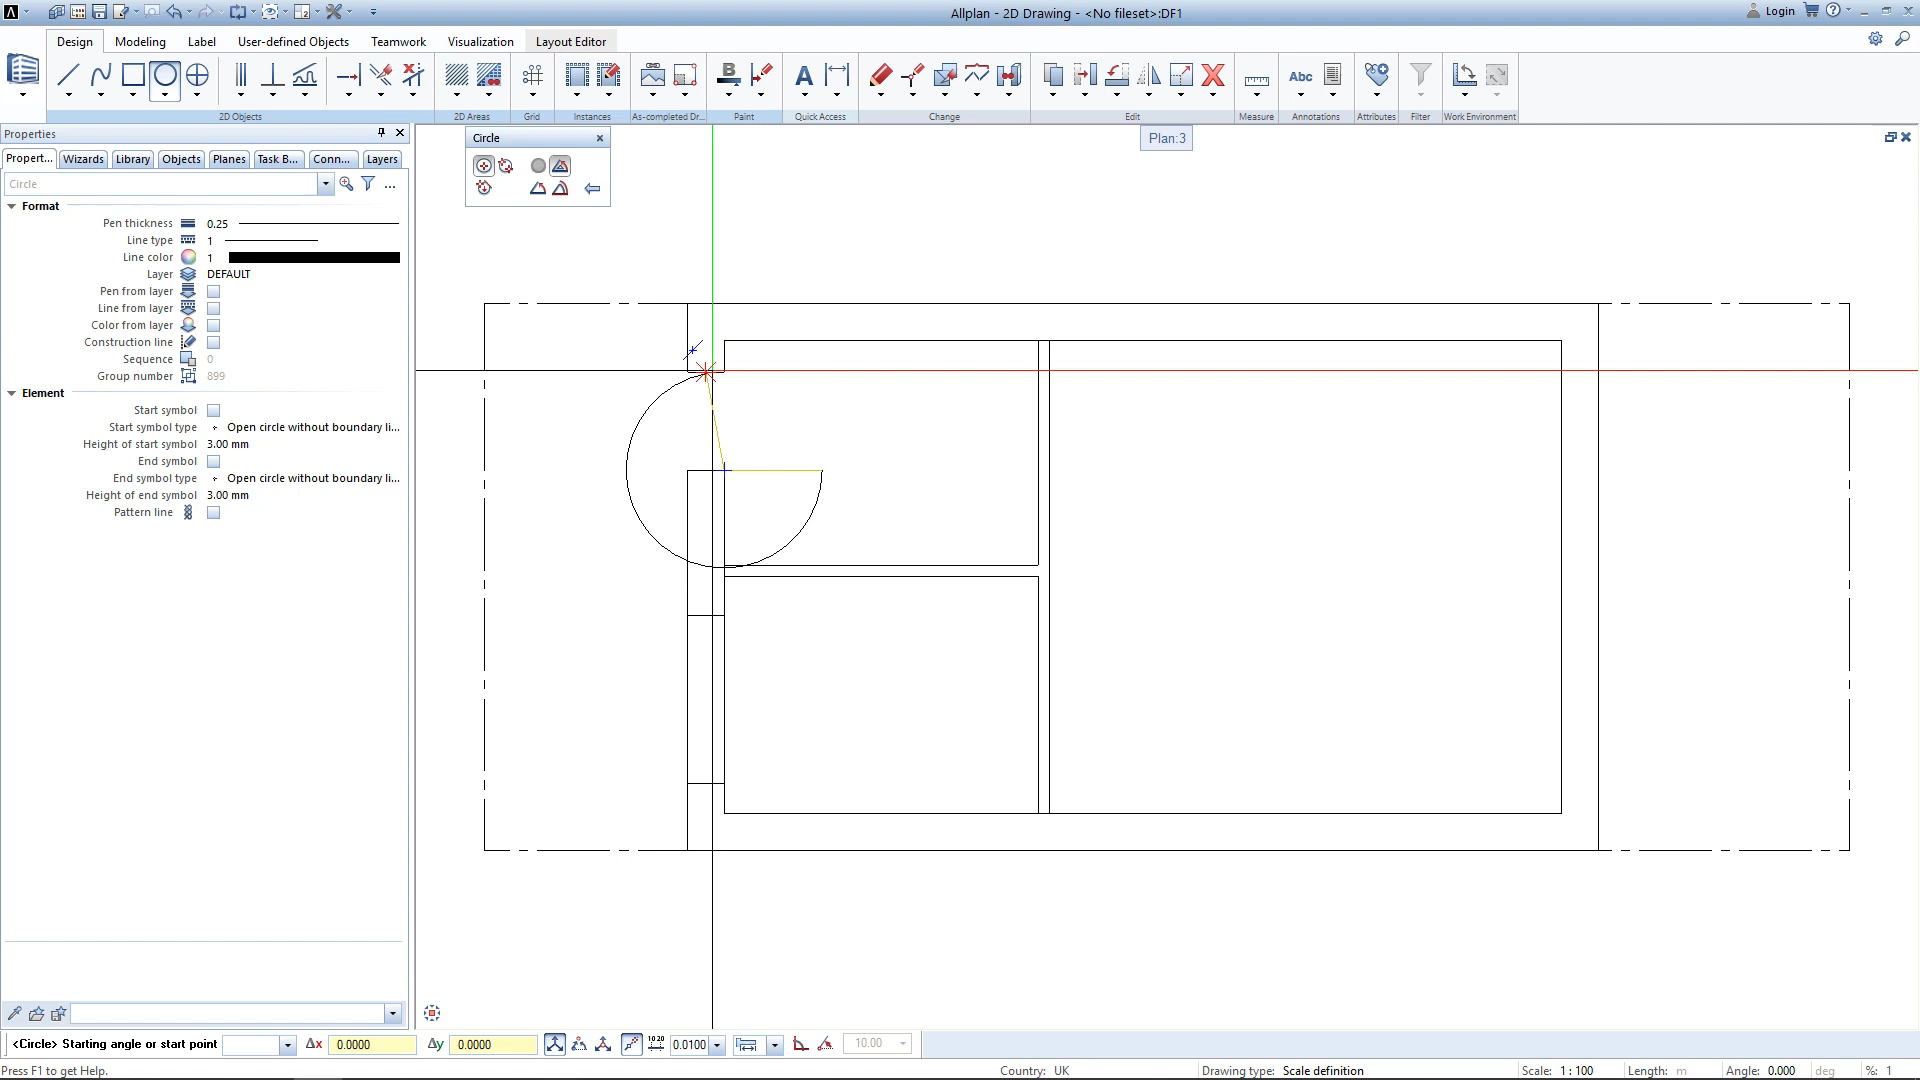 Allplan - 2D Drawing - <No fileset>:DF1
Login
Design Modeling Label User-defined Objects Teamwork Visualization Layout Editor
Abc
2D Objects 2D Areas Grid Instances As-completed Dr... Paint Quick Access Change Edit Measure Annotations Attributes Filter Work Environment
Properties
Circle
Plan:3
Propert... Wizards Library Objects Planes Task B... Conn... Layers
Circle
Format
Pen thickness 0.25
Line type 1
Line color 1
Layer DEFAULT
Pen from layer
Line from layer
Color from layer
Construction line
Sequence 0
Group number 899
Element
Start symbol
Start symbol type Open circle without boundary li...
Height of start symbol 3.00 mm
End symbol
End symbol type Open circle without boundary li...
Height of end symbol 3.00 mm
Pattern line
<Circle> Starting angle or start point Δx 0.0000 Δy 0.0000 10 20 0.0100 10.00
Press F1 to get Help. Country: UK Drawing type: Scale definition Scale: 1 : 100 Length: m Angle: 0.000 deg %: 1